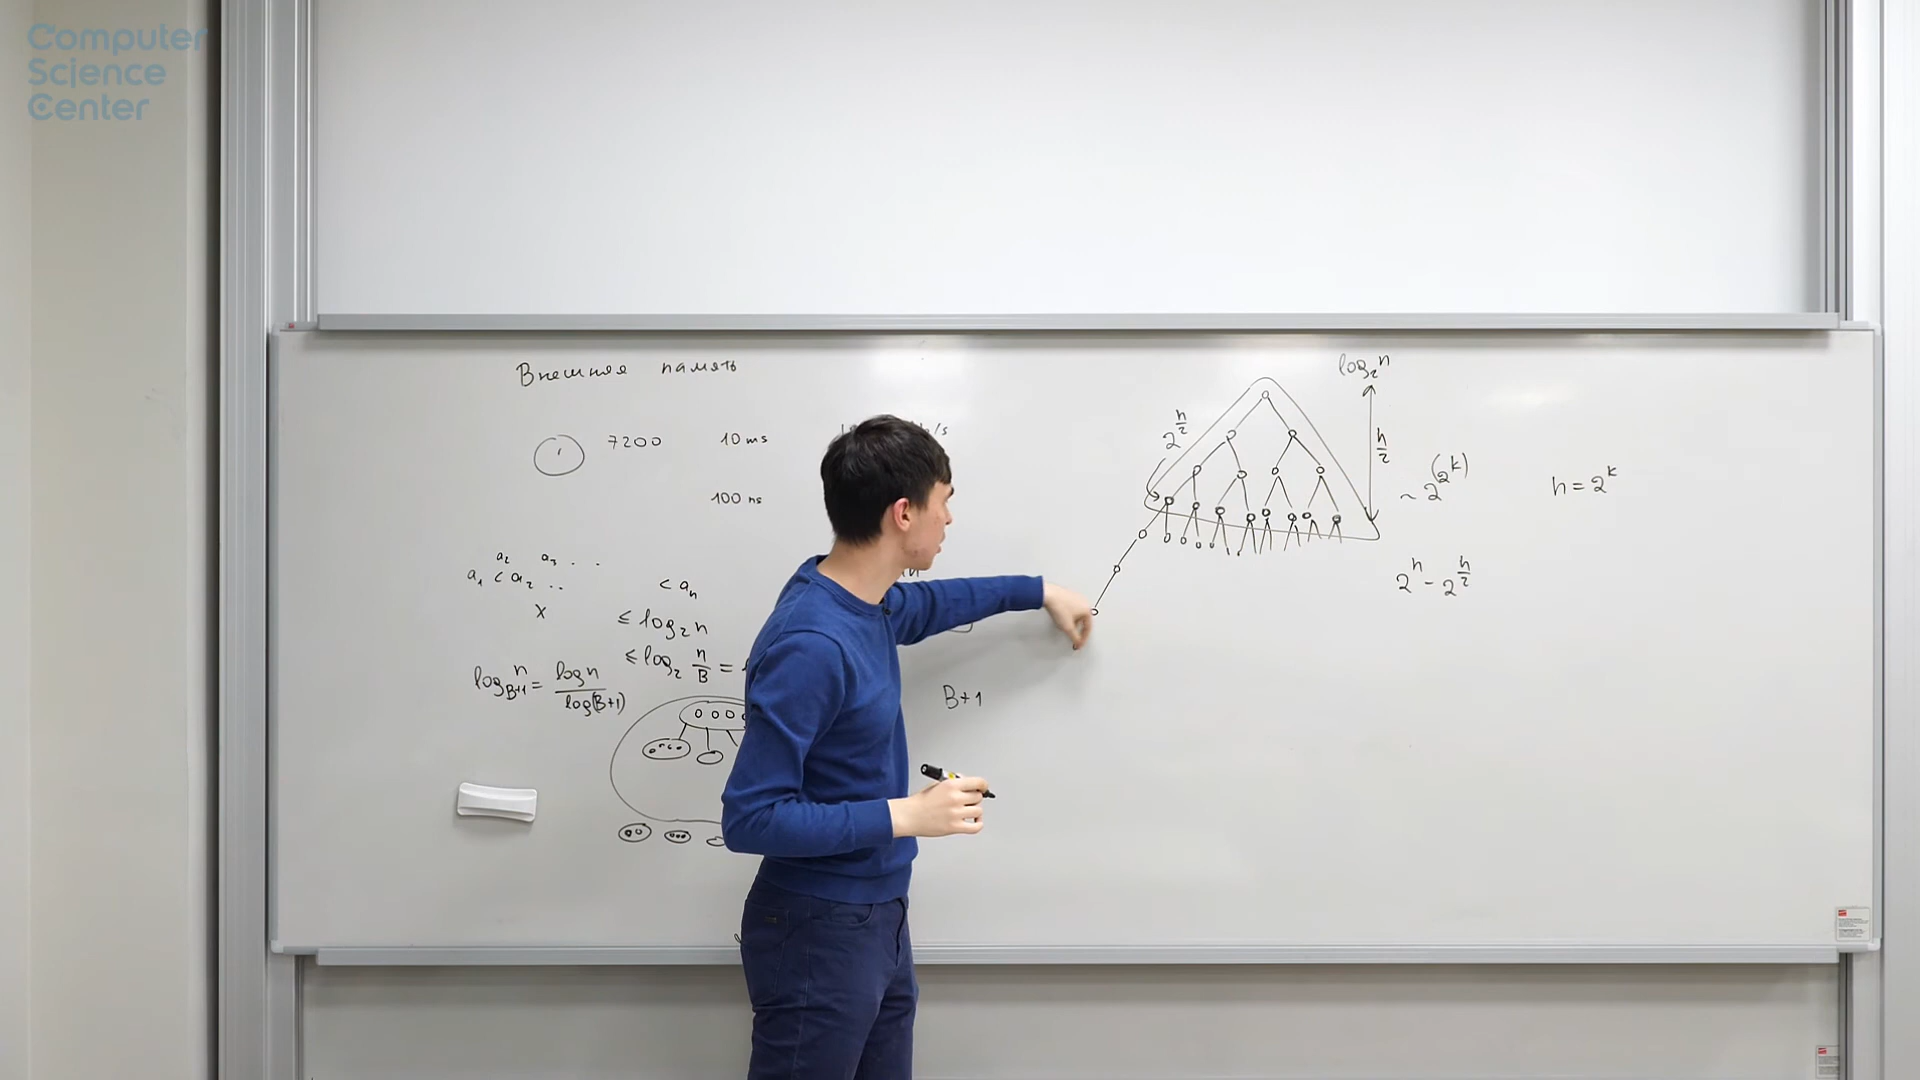 Computer
Science
Center
Внешняя память
7200 10 ms
100 ns
a₂ a₃ . . .
a₁ < a₂ ...
< aₙ
x
≤ log₂ n
≤ log₂ n/B =
log_{B+1} n = log n / log(B+1)
B+1
log₂ n
2^{h/2}
h/2
~ 2^{(2^k)}
h = 2^k
2^h - 2^{h/2}